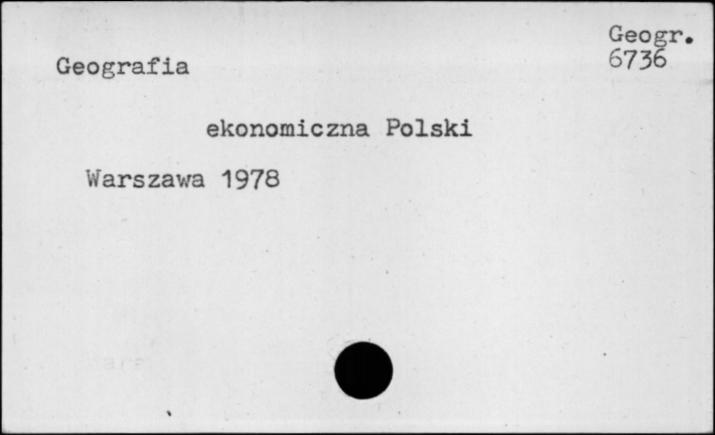 Geogr.
6736
Geografia
ekonomiczna Polski
Warszawa 1978